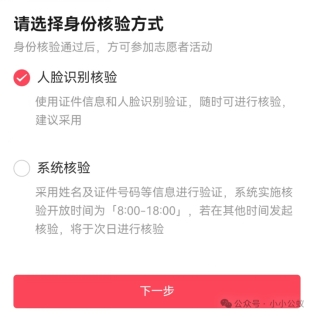 请选择身份核验方式
身份核验通过后，方可参加志愿者活动
人脸识别核验
使用证件信息和人脸识别验证，随时可进行核验，
建议采用
系统核验
采用姓名及证件号码等信息进行验证，系统实施核
验开放时间为「8:00-18:00」，若在其他时间发起
核验，将于次日进行核验
下一步
公众号·小小公蚁